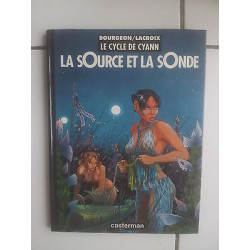 BOURGEON/LACROIX
LE CYCLE DE CYANN
LA SOURCE ET LA SONDE
casterman